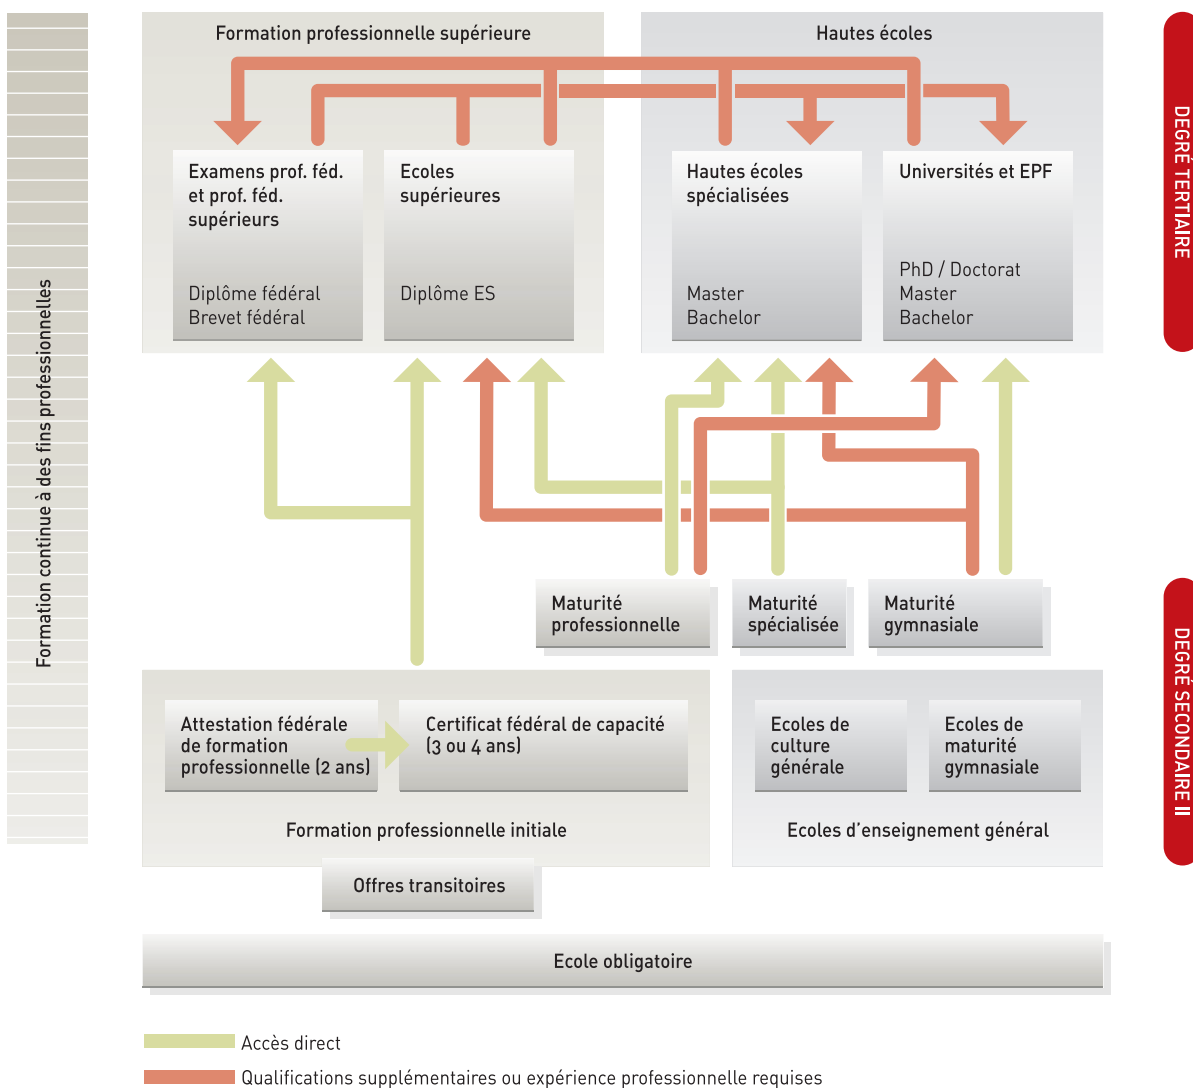 Formation professionnelle supérieure
Hautes écoles
Examens prof. féd.
et prof. féd.
supérieurs
Diplôme fédéral
Brevet fédéral
Ecoles
supérieures
Diplôme ES
Hautes écoles
spécialisées
Master
Bachelor
Universités et EPF
PhD / Doctorat
Master
Bachelor
DEGRÉ TERTIAIRE
Formation continue à des fins professionnelles
Maturité
professionnelle
Maturité
spécialisée
Maturité
gymnasiale
Attestation fédérale
de formation
professionnelle (2 ans)
Certificat fédéral de capacité
(3 ou 4 ans)
Formation professionnelle initiale
Ecoles de
culture
générale
Ecoles de
maturité
gymnasiale
Ecoles d’enseignement général
DEGRÉ SECONDAIRE II
Offres transitoires
Ecole obligatoire
Accès direct
Qualifications supplémentaires ou expérience professionnelle requises